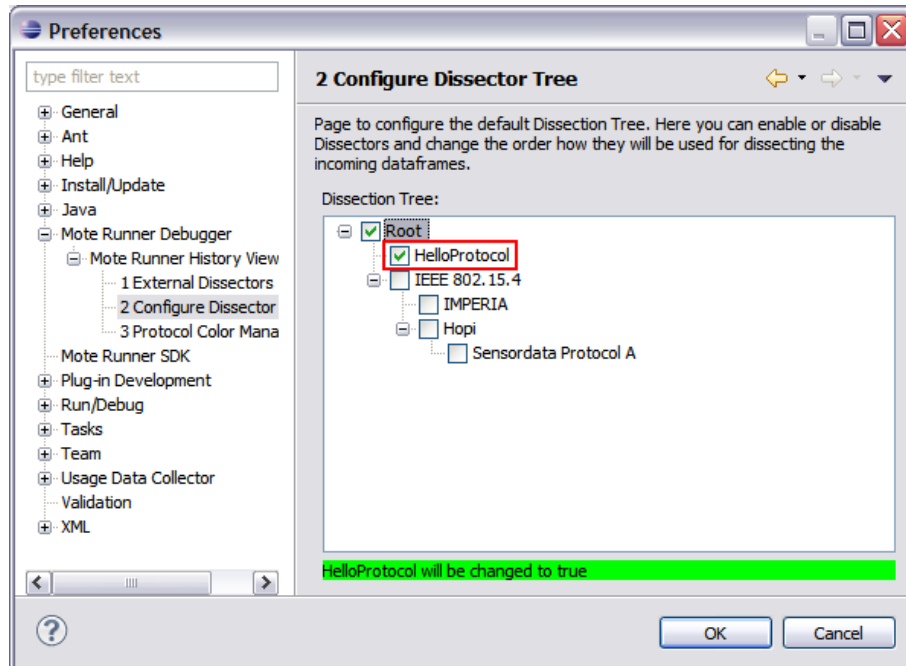 Preferences
type filter text
General
Ant
Help
Install/Update
Java
Mote Runner Debugger
Mote Runner History View
1 External Dissectors
2 Configure Dissector
3 Protocol Color Mana
Mote Runner SDK
Plug-in Development
Run/Debug
Tasks
Team
Usage Data Collector
Validation
XML
2 Configure Dissector Tree
Page to configure the default Dissection Tree. Here you can enable or disable
Dissectors and change the order how they will be used for dissecting the
incoming dataframes.
Dissection Tree:
Root
HelloProtocol
IEEE 802.15.4
IMPERIA
Hopi
Sensordata Protocol A
HelloProtocol will be changed to true
OK
Cancel